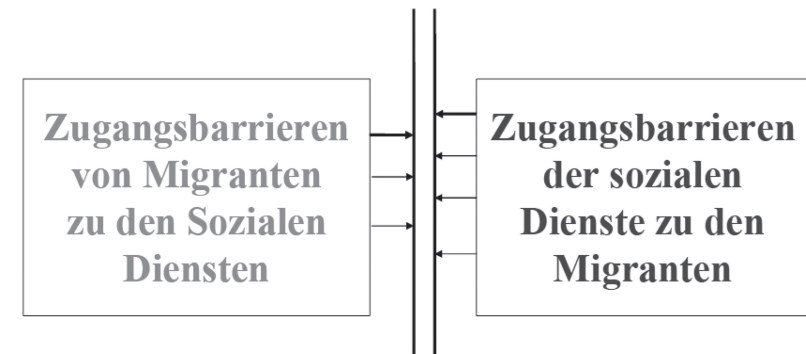 Zugangsbarrieren
von Migranten
zu den Sozialen
Diensten
Zugangsbarrieren
der sozialen
Dienste zu den
Migranten